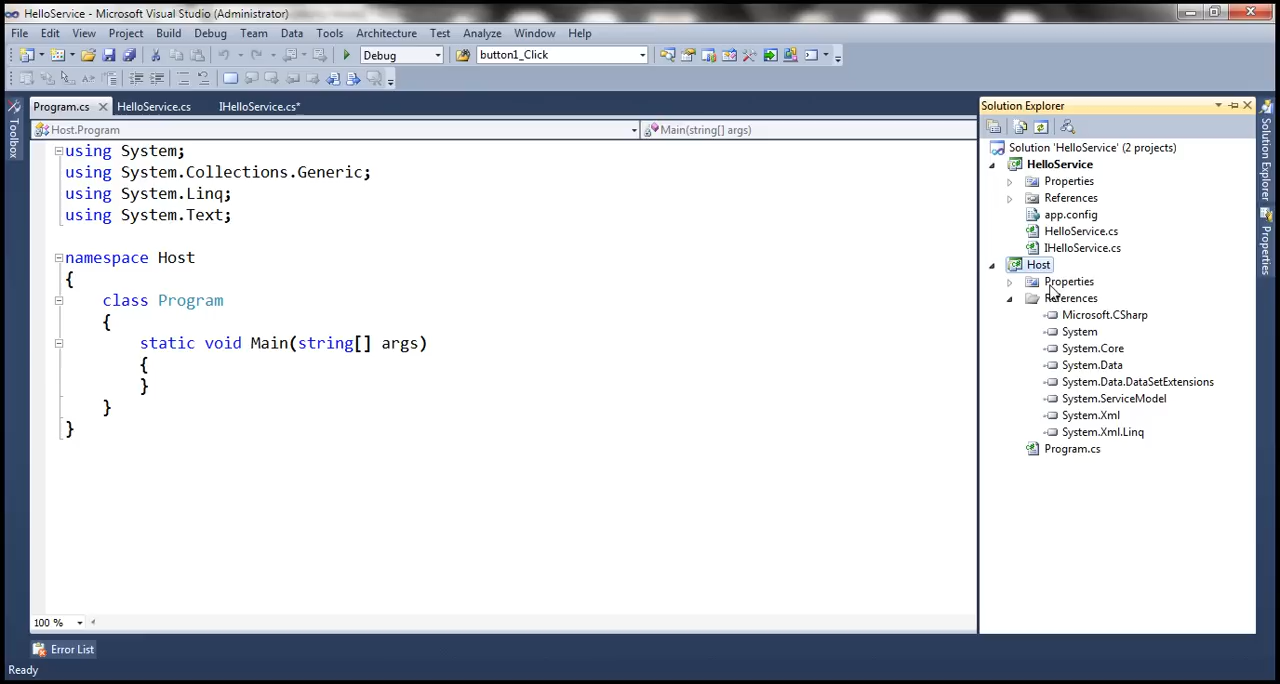 HelloService - Microsoft Visual Studio (Administrator)
File Edit View Project Build Debug Team Data Tools Architecture Test Analyze Window Help
Debug button1_Click
Program.cs HelloService.cs IHelloService.cs*
Host.Program Main(string[] args)
using System;
using System.Collections.Generic;
using System.Linq;
using System.Text;
namespace Host
{
class Program
{
static void Main(string[] args)
{
}
}
}
100 %
Error List
Ready
Toolbox
Solution Explorer
Solution 'HelloService' (2 projects)
HelloService
Properties
References
app.config
HelloService.cs
IHelloService.cs
Host
Properties
References
Microsoft.CSharp
System
System.Core
System.Data
System.Data.DataSetExtensions
System.ServiceModel
System.Xml
System.Xml.Linq
Program.cs
Solution Explorer
Properties